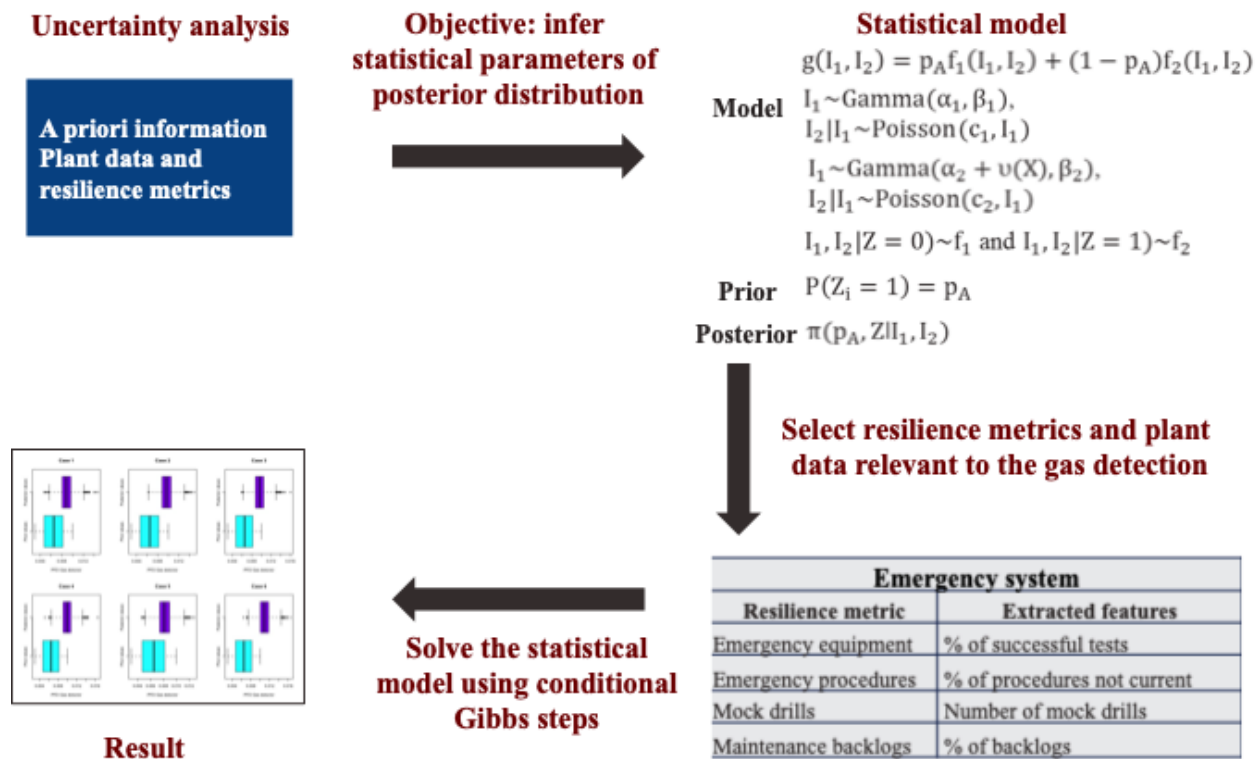 Uncertainty analysis
A priori information
Plant data and
resilience metrics
Objective: infer
statistical parameters of
posterior distribution
Statistical model
g(I₁, I₂) = p_A f₁(I₁, I₂) + (1 − p_A)f₂(I₁, I₂)
Model I₁~Gamma(α₁, β₁),
I₂|I₁~Poisson(c₁, I₁)
I₁~Gamma(α₂ + υ(X), β₂),
I₂|I₁~Poisson(c₂, I₁)
I₁, I₂|Z = 0)~f₁ and I₁, I₂|Z = 1)~f₂
Prior P(Zᵢ = 1) = p_A
Posterior π(p_A, Z|I₁, I₂)
Select resilience metrics and plant
data relevant to the gas detection
Emergency system
Resilience metric Extracted features
Emergency equipment % of successful tests
Emergency procedures % of procedures not current
Mock drills Number of mock drills
Maintenance backlogs % of backlogs
Solve the statistical
model using conditional
Gibbs steps
Result